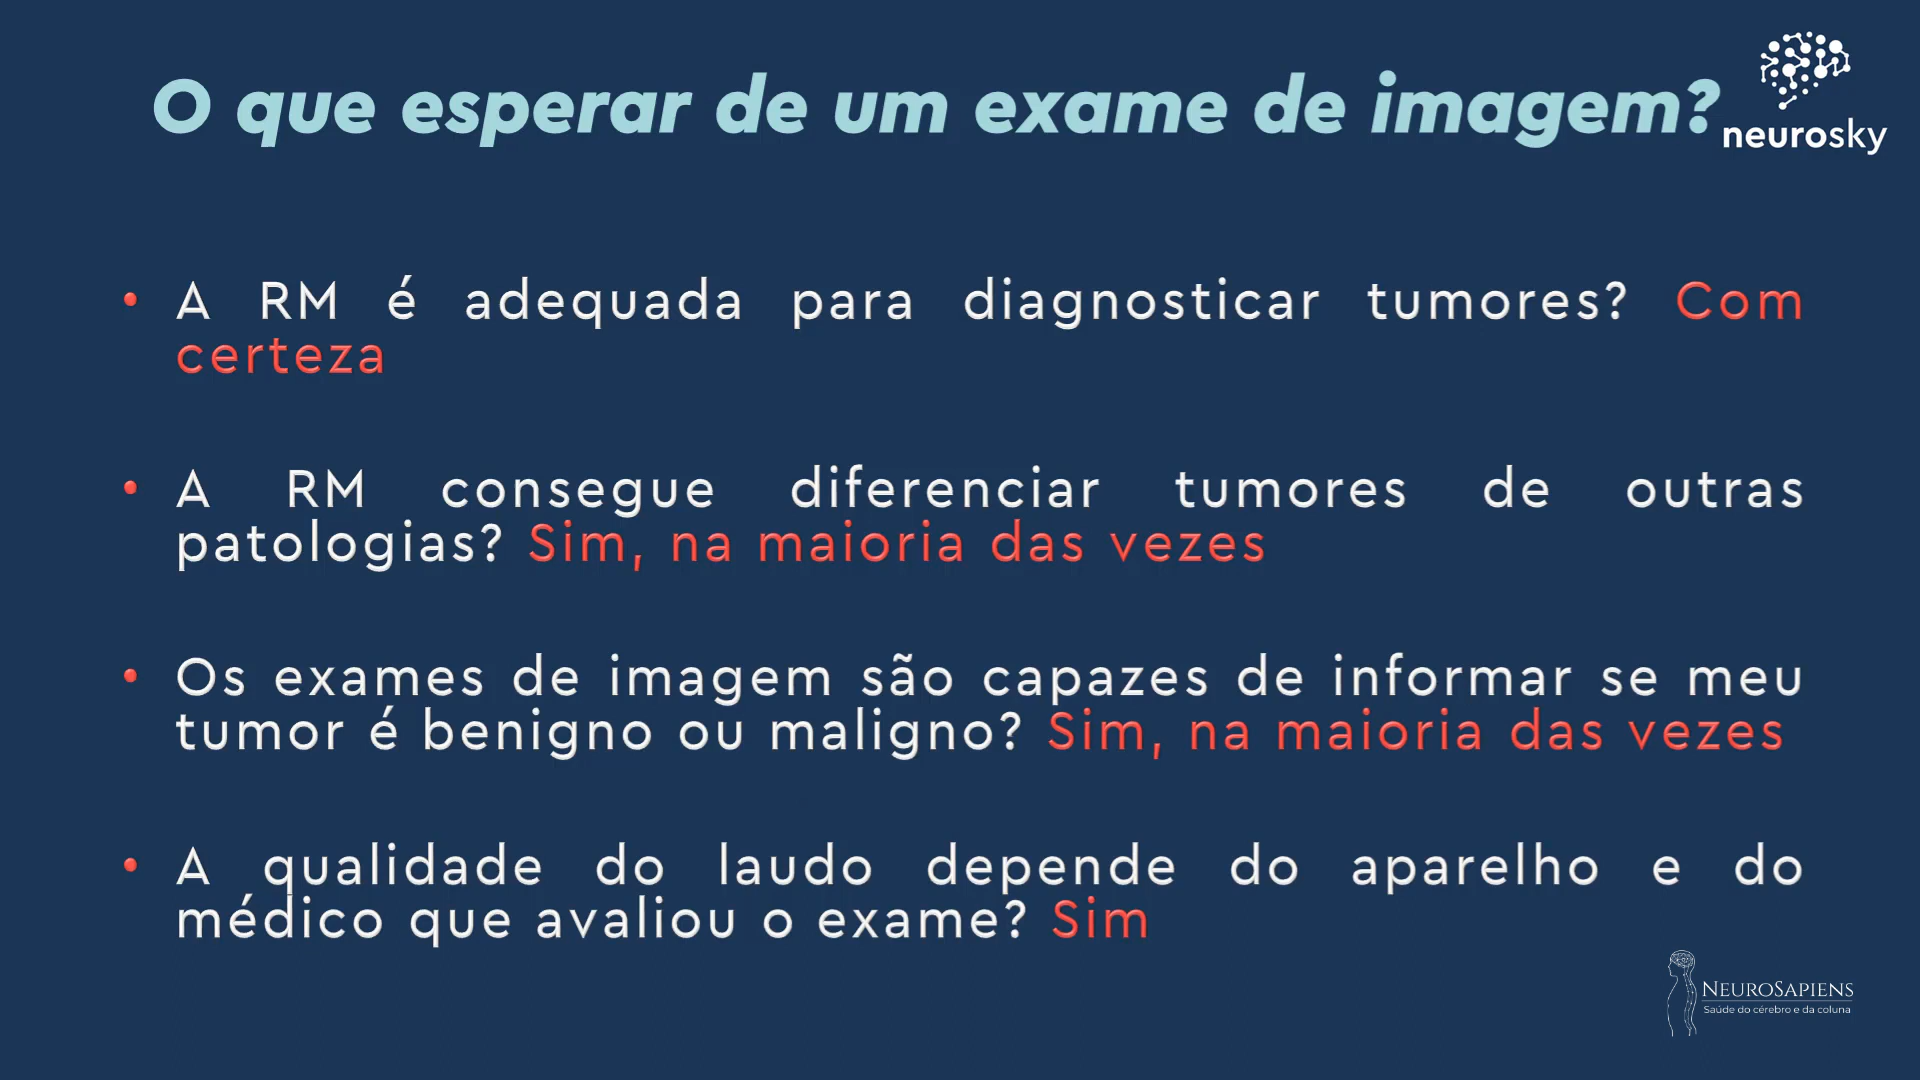 O que esperar de um exame de imagem?
neurosky
• A RM é adequada para diagnosticar tumores? Com
certeza
• A RM consegue diferenciar tumores de outras
patologias? Sim, na maioria das vezes
• Os exames de imagem são capazes de informar se meu
tumor é benigno ou maligno? Sim, na maioria das vezes
• A qualidade do laudo depende do aparelho e do
médico que avaliou o exame? Sim
NEUROSAPIENS
Saúde do cérebro e da coluna